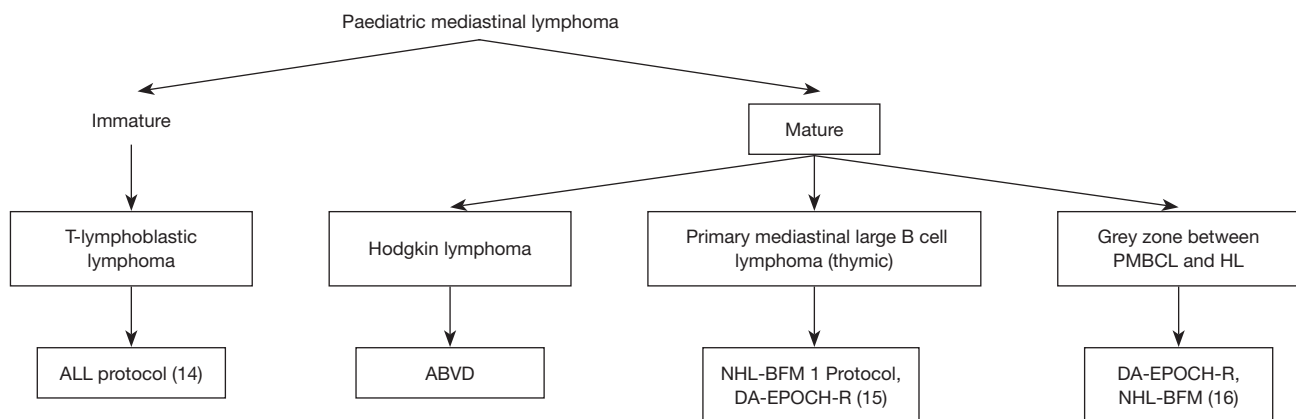 Paediatric mediastinal lymphoma
Immature
Mature
T-lymphoblastic
lymphoma
Hodgkin lymphoma
Primary mediastinal large B cell
lymphoma (thymic)
Grey zone between
PMBCL and HL
ALL protocol (14)
ABVD
NHL-BFM 1 Protocol,
DA-EPOCH-R (15)
DA-EPOCH-R,
NHL-BFM (16)